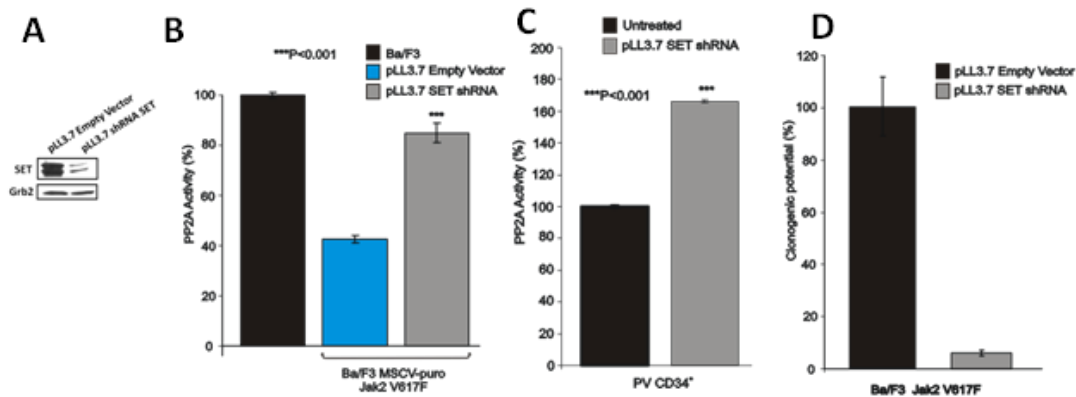 A
pLL3.7 Empty Vector
pLL3.7 shRNA SET
SET
Grb2
B
***P<0.001
Ba/F3
pLL3.7 Empty Vector
pLL3.7 SET shRNA
PP2A Activity (%)
100
80
60
40
20
0
***
Ba/F3 MSCV-puro
Jak2 V617F
C
Untreated
pLL3.7 SET shRNA
***P<0.001
PP2A Activity (%)
200
180
160
140
120
100
80
60
40
20
0
***
PV CD34+
D
pLL3.7 Empty Vector
pLL3.7 SET shRNA
Clonogenic potential (%)
120
100
80
60
40
20
0
Ba/F3 Jak2 V617F